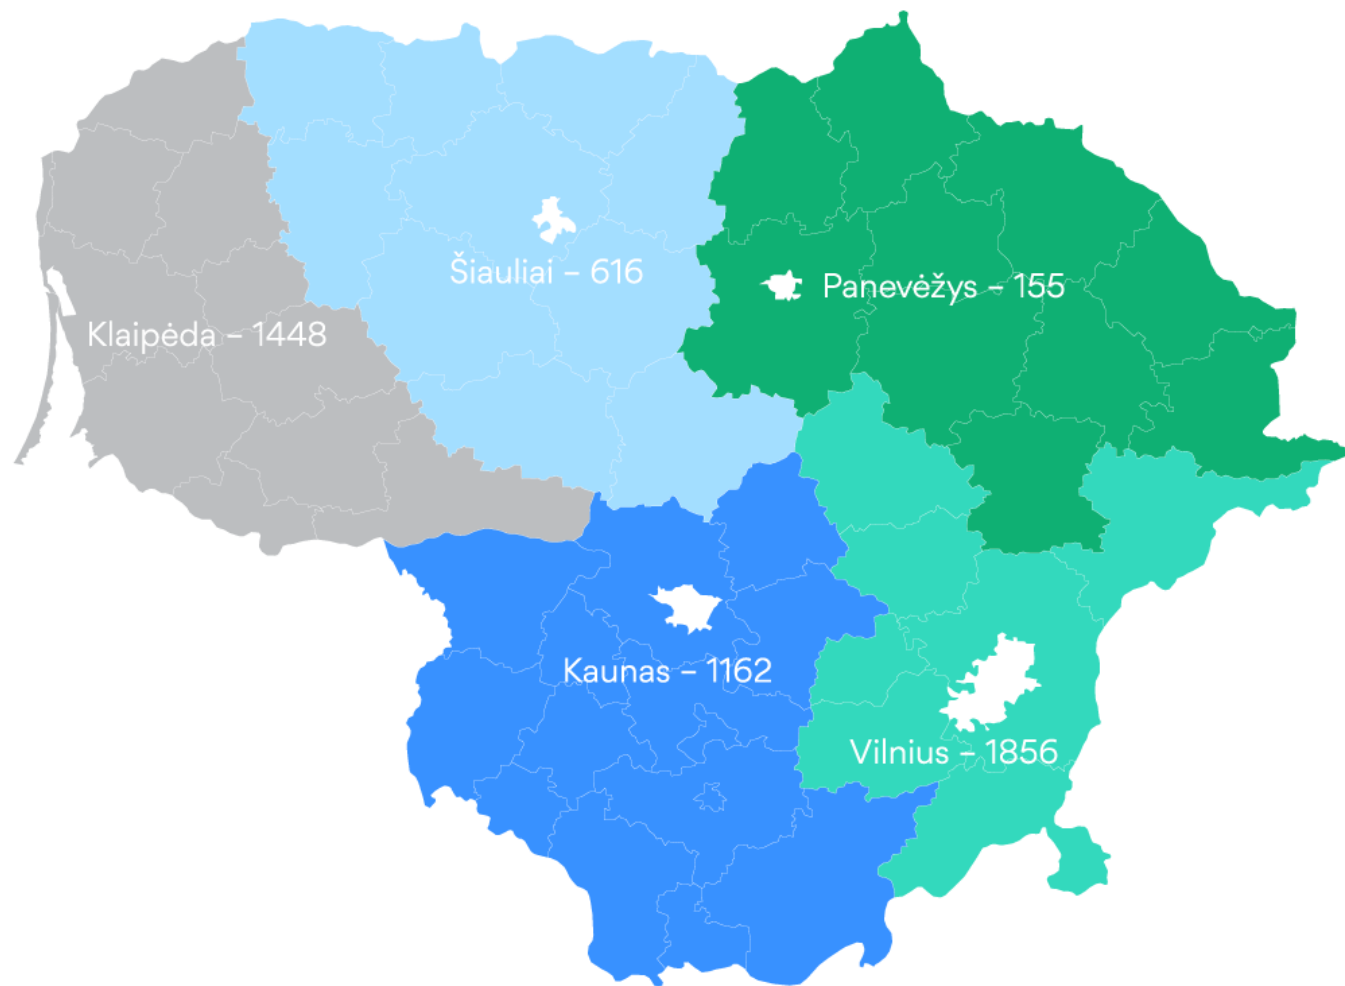 Šiauliai – 616
Panevėžys – 155
Klaipėda – 1448
Kaunas – 1162
Vilnius – 1856